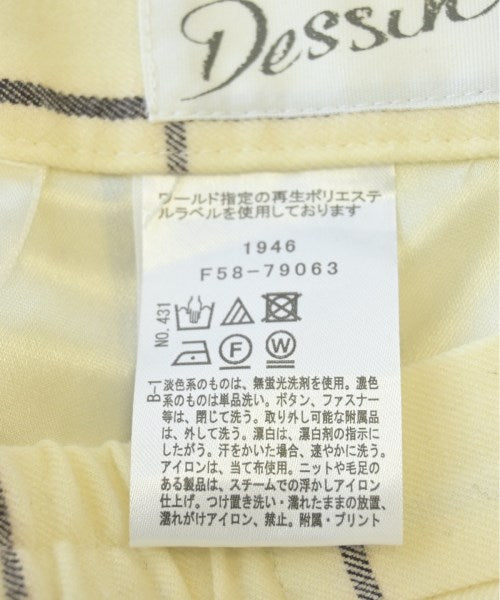 Dessin
ワールド指定の再生ポリエステ
ルラベルを使用しております
1946
F58-79063
NO.431
B-1
淡色系のものは、無蛍光洗剤を使用。濃色
系のものは単品洗い。ボタン、ファスナー
等は、閉じて洗う。取り外し可能な附属品
は、外して洗う。漂白は、漂白剤の指示に
したがう。汗をかいた場合、速やかに洗う。
アイロンは、当て布使用。ニットや毛足の
ある製品は、スチームでの浮かしアイロン
仕上げ。つけ置き洗い・濡れたままの放置、
濡れがけアイロン、禁止。附属・プリント